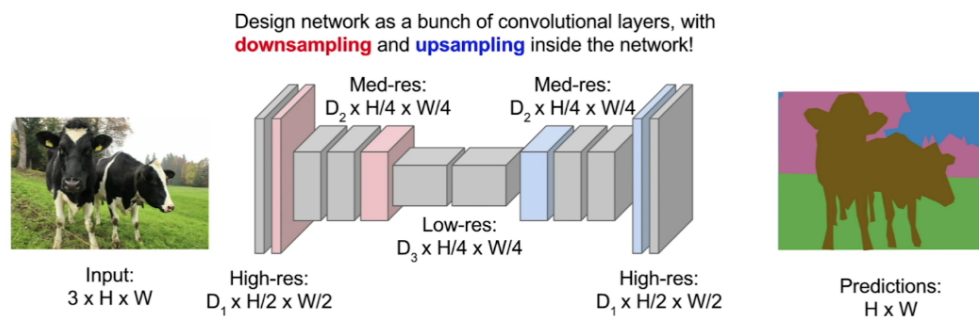 Design network as a bunch of convolutional layers, with
downsampling and upsampling inside the network!
Med-res:
D₂ x H/4 x W/4
Med-res:
D₂ x H/4 x W/4
Low-res:
D₃ x H/4 x W/4
Input:
3 x H x W
High-res:
D₁ x H/2 x W/2
High-res:
D₁ x H/2 x W/2
Predictions:
H x W